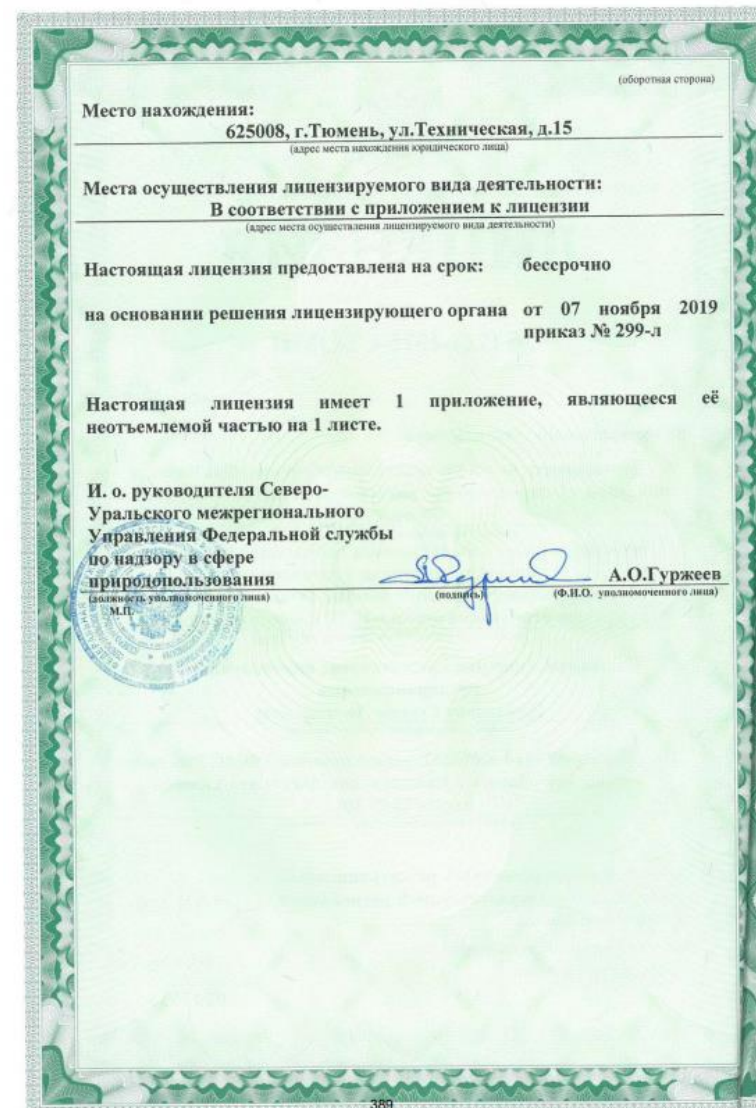 (оборотная сторона)
Место нахождения:
625008, г.Тюмень, ул.Техническая, д.15
(адрес места нахождения юридического лица)
Места осуществления лицензируемого вида деятельности:
В соответствии с приложением к лицензии
(адрес места осуществления лицензируемого вида деятельности)
Настоящая лицензия предоставлена на срок: бессрочно
на основании решения лицензирующего органа от 07 ноября 2019
приказ № 299-л
Настоящая лицензия имеет 1 приложение, являющееся её
неотъемлемой частью на 1 листе.
И. о. руководителя Северо-
Уральского межрегионального
Управления Федеральной службы
по надзору в сфере
природопользования А.О.Гуржеев
(должность уполномоченного лица) (подпись) (Ф.И.О. уполномоченного лица)
М.П.
389